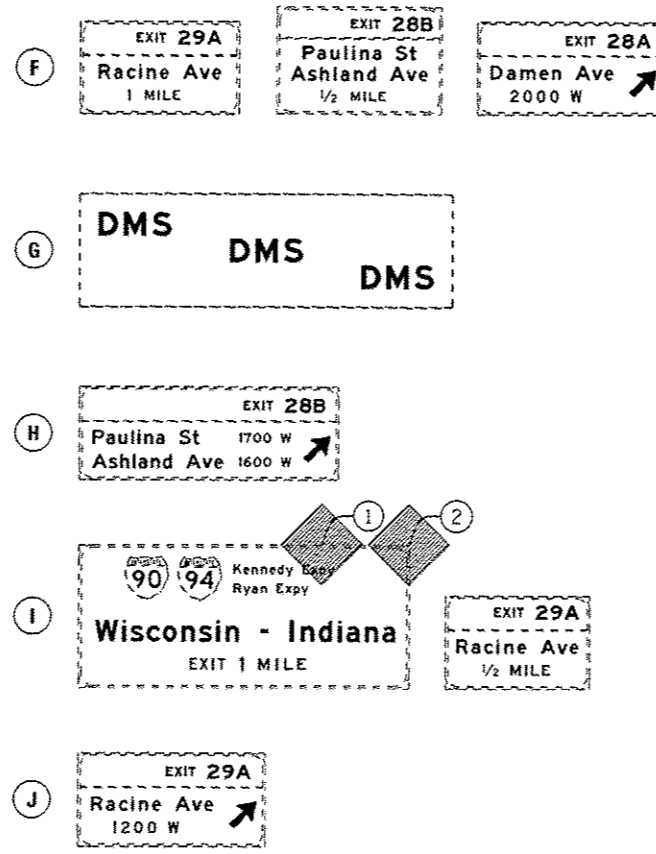 F
EXIT 29A
Racine Ave
1 MILE
EXIT 28B
Paulina St
Ashland Ave
1/2 MILE
EXIT 28A
Damen Ave
2000 W
G
DMS
DMS
DMS
H
EXIT 28B
Paulina St 1700 W
Ashland Ave 1600 W
I
1
2
90 94 Kennedy Expy
Ryan Expy
Wisconsin - Indiana
EXIT 1 MILE
EXIT 29A
Racine Ave
1/2 MILE
J
EXIT 29A
Racine Ave
1200 W